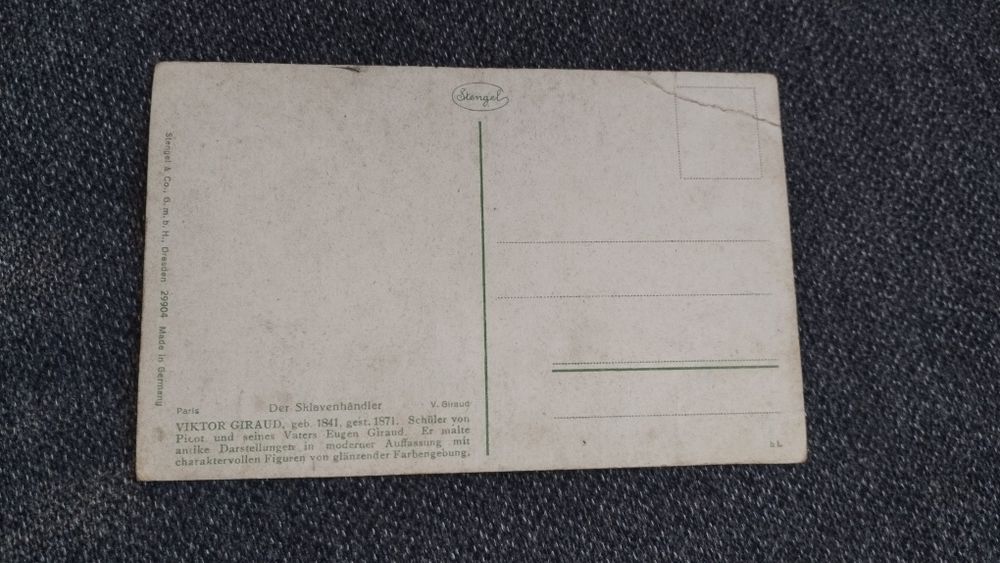 Stengel
Stengel & Co., G. m. b. H., Dresden 29904 Made in Germany
Paris Der Sklavenhändler V. Giraud
VIKTOR GIRAUD, geb. 1841, gest. 1871. Schüler von
Picot und seines Vaters Eugen Giraud. Er malte
antike Darstellungen in moderner Auffassung mit
charaktervollen Figuren von glänzender Farbengebung.